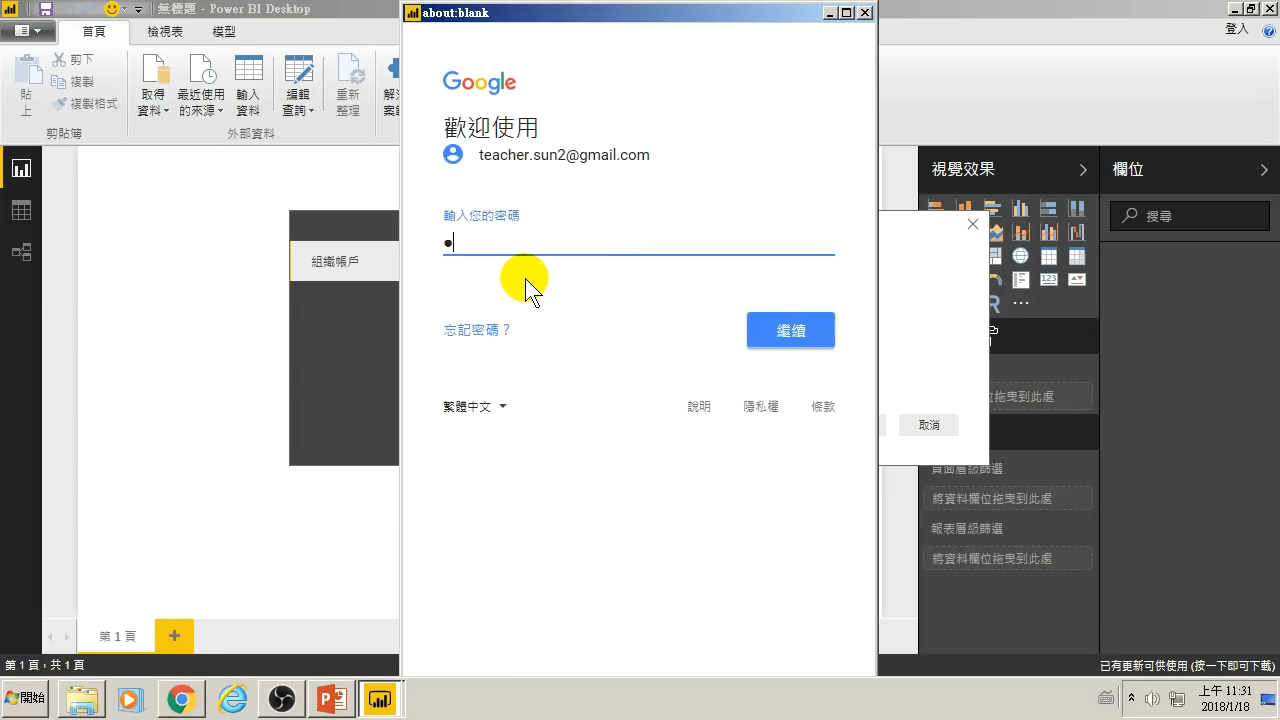 無標題 - Power BI Desktop
首頁
檢視表
模型
登入
貼上
剪下
複製
複製格式
剪貼簿
取得資料
最近使用的來源
輸入資料
編輯查詢
重新整理
外部資料
about:blank
Google
歡迎使用
teacher.sun2@gmail.com
輸入您的密碼
忘記密碼？
繼續
繁體中文
說明
隱私權
條款
組織帳戶
取消
視覺效果
欄位
搜尋
R
123
位拖曳到此處
頁面層級篩選
將資料欄位拖曳到此處
報表層級篩選
將資料欄位拖曳到此處
第 1 頁
第 1 頁，共 1 頁
已有更新可供使用 (按一下即可下載)
開始
上午 11:31
2018/1/18